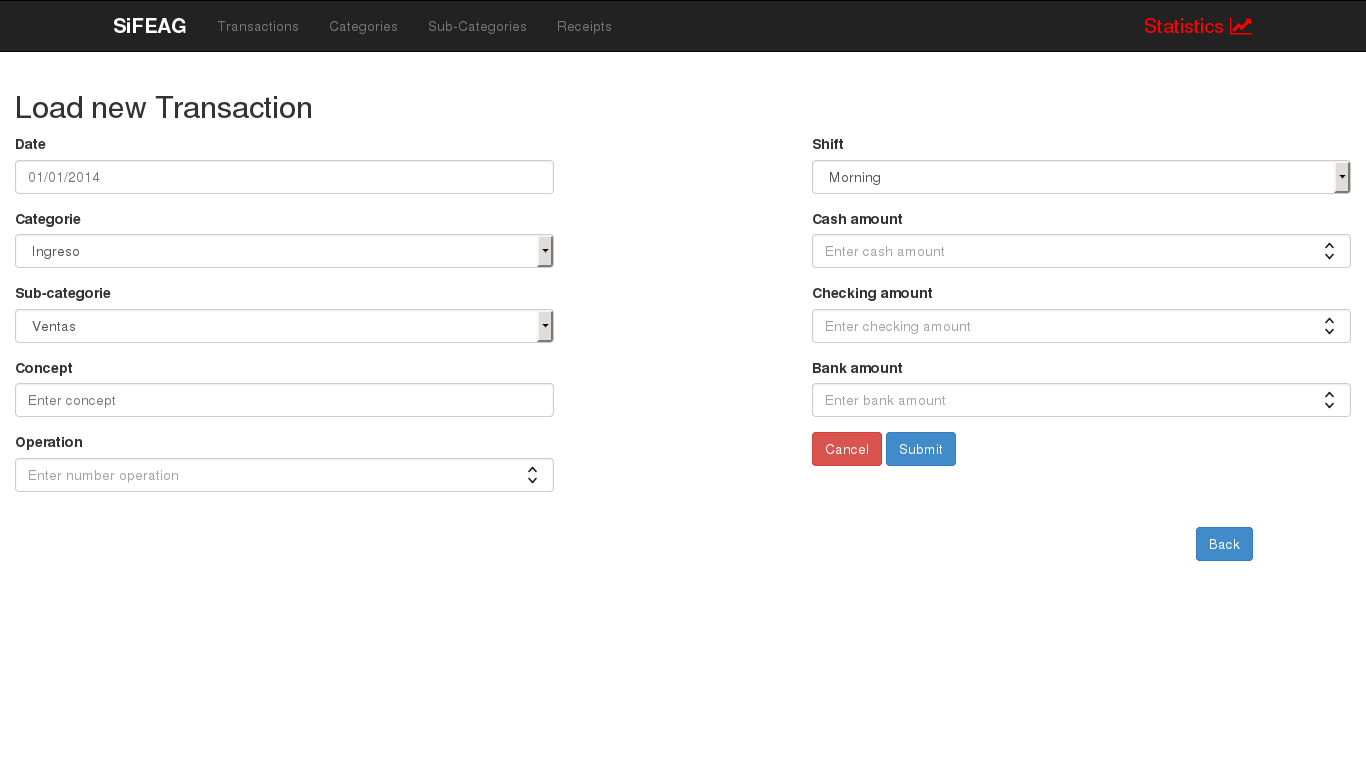 SiFEAG Transactions Categories Sub-Categories Receipts Statistics
Load new Transaction
Date
01/01/2014
Categorie
Ingreso
Sub-categorie
Ventas
Concept
Enter concept
Operation
Enter number operation
Shift
Morning
Cash amount
Enter cash amount
Checking amount
Enter checking amount
Bank amount
Enter bank amount
Cancel Submit
Back